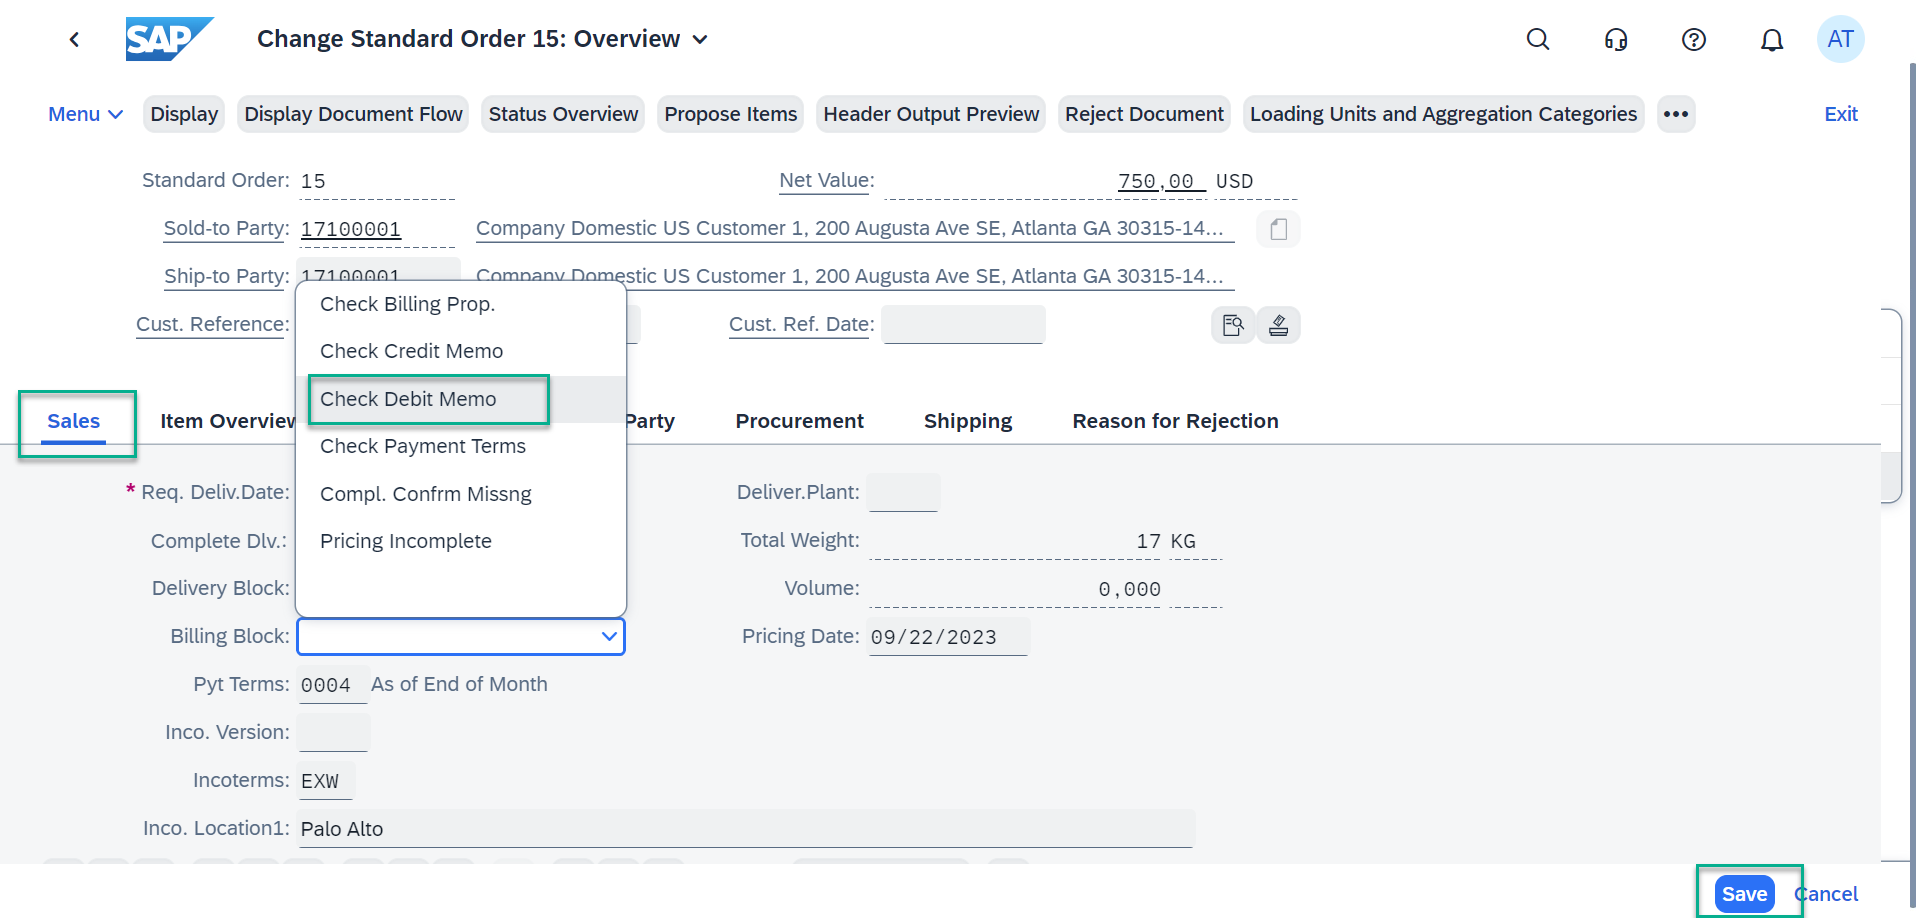 SAP Change Standard Order 15: Overview AT
Menu Display Display Document Flow Status Overview Propose Items Header Output Preview Reject Document Loading Units and Aggregation Categories ••• Exit
Standard Order: 15 Net Value: 750,00 USD
Sold-to Party: 17100001 Company Domestic US Customer 1, 200 Augusta Ave SE, Atlanta GA 30315-14...
Ship-to Party: 17100001 Company Domestic US Customer 1, 200 Augusta Ave SE, Atlanta GA 30315-14...
Check Billing Prop.
Cust. Reference: Cust. Ref. Date:
Check Credit Memo
Check Debit Memo
Sales Item Overview Party Procurement Shipping Reason for Rejection
Check Payment Terms
* Req. Deliv.Date: Compl. Confrm Missng Deliver.Plant:
Complete Dlv.: Pricing Incomplete Total Weight: 17 KG
Delivery Block: Volume: 0,000
Billing Block: Pricing Date: 09/22/2023
Pyt Terms: 0004 As of End of Month
Inco. Version:
Incoterms: EXW
Inco. Location1: Palo Alto
Save Cancel